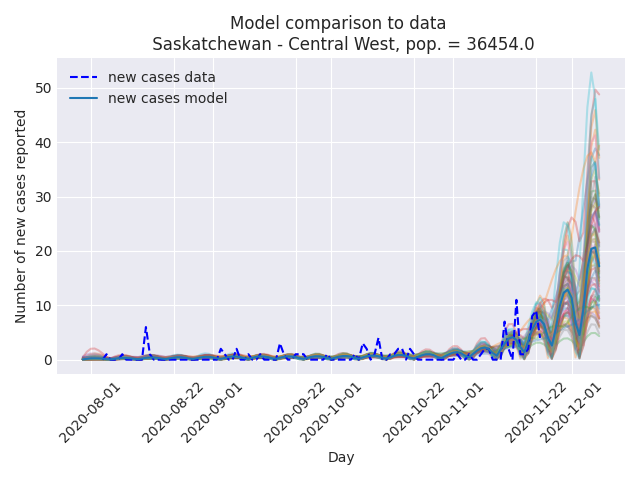 Model comparison to data
Saskatchewan - Central West, pop. = 36454.0
new cases data
new cases model
Number of new cases reported
50
40
30
20
10
0
2020-08-01
2020-08-22
2020-09-01
2020-09-22
2020-10-01
2020-10-22
2020-11-01
2020-11-22
2020-12-01
Day